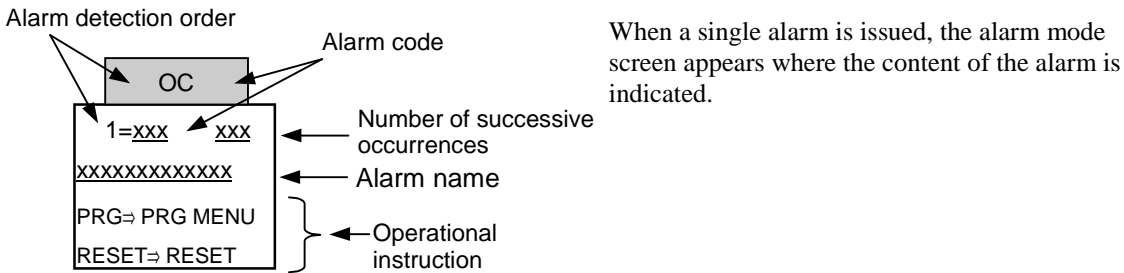 Alarm detection order
Alarm code
OC
1=xxx xxx
Number of successive
occurrences
xxxxxxxxxxxxx
Alarm name
PRG⇒ PRG MENU
RESET⇒ RESET
Operational
instruction
When a single alarm is issued, the alarm mode
screen appears where the content of the alarm is
indicated.